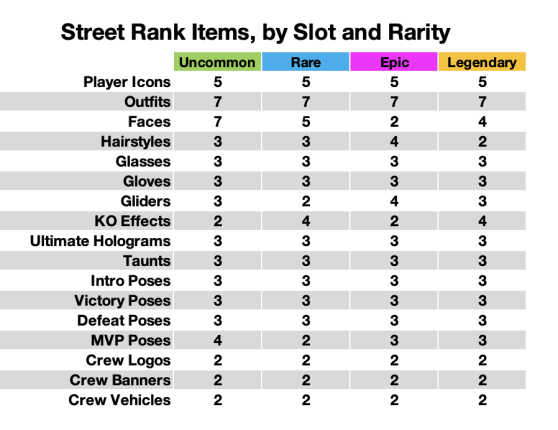 Street Rank Items, by Slot and Rarity
Uncommon Rare Epic Legendary
Player Icons 5 5 5 5
Outfits 7 7 7 7
Faces 7 5 2 4
Hairstyles 3 3 4 2
Glasses 3 3 3 3
Gloves 3 3 3 3
Gliders 3 2 4 3
KO Effects 2 4 2 4
Ultimate Holograms 3 3 3 3
Taunts 3 3 3 3
Intro Poses 3 3 3 3
Victory Poses 3 3 3 3
Defeat Poses 3 3 3 3
MVP Poses 4 2 3 3
Crew Logos 2 2 2 2
Crew Banners 2 2 2 2
Crew Vehicles 2 2 2 2